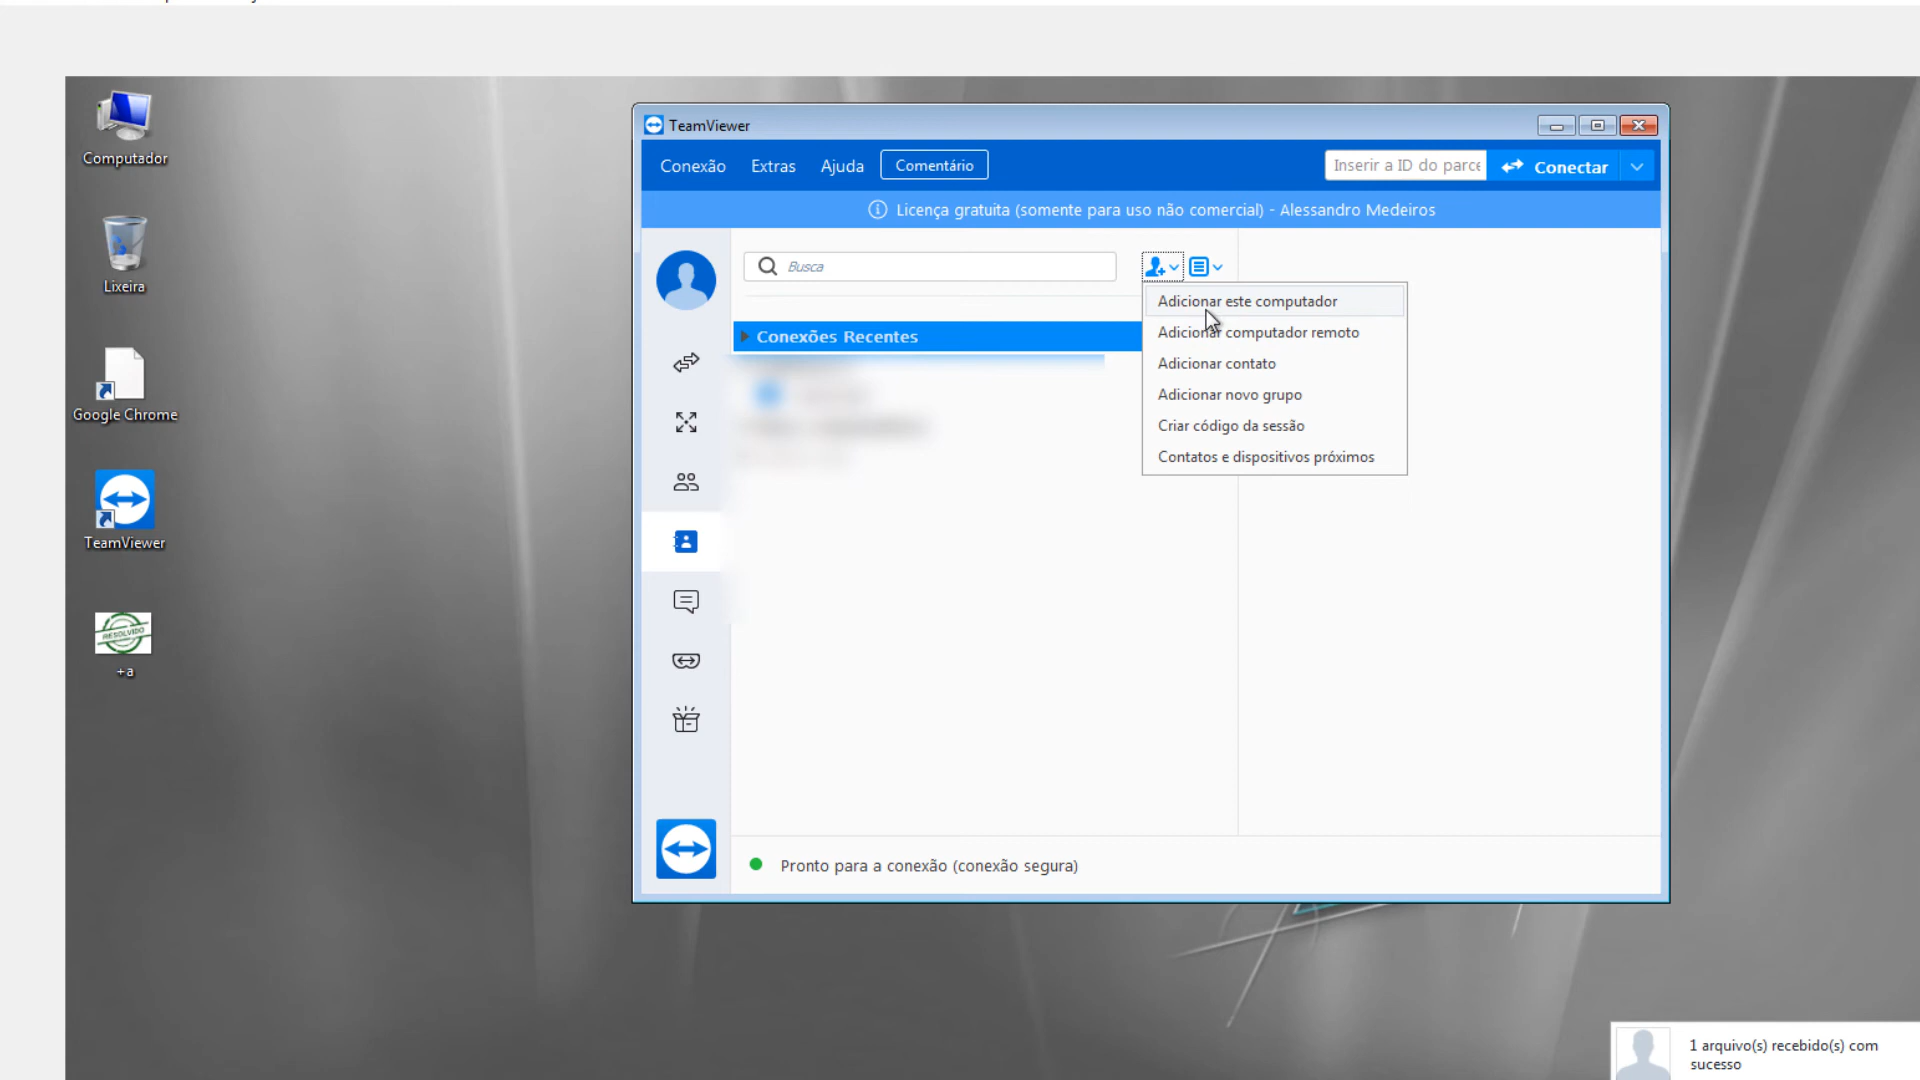 Computador
Lixeira
Google Chrome
TeamViewer
RESOLVIDO
+a
TeamViewer
Conexão Extras Ajuda Comentário
Inserir a ID do parce
Conectar
Licença gratuita (somente para uso não comercial) - Alessandro Medeiros
Busca
Conexões Recentes
Adicionar este computador
Adicionar computador remoto
Adicionar contato
Adicionar novo grupo
Criar código da sessão
Contatos e dispositivos próximos
Pronto para a conexão (conexão segura)
1 arquivo(s) recebido(s) com
sucesso